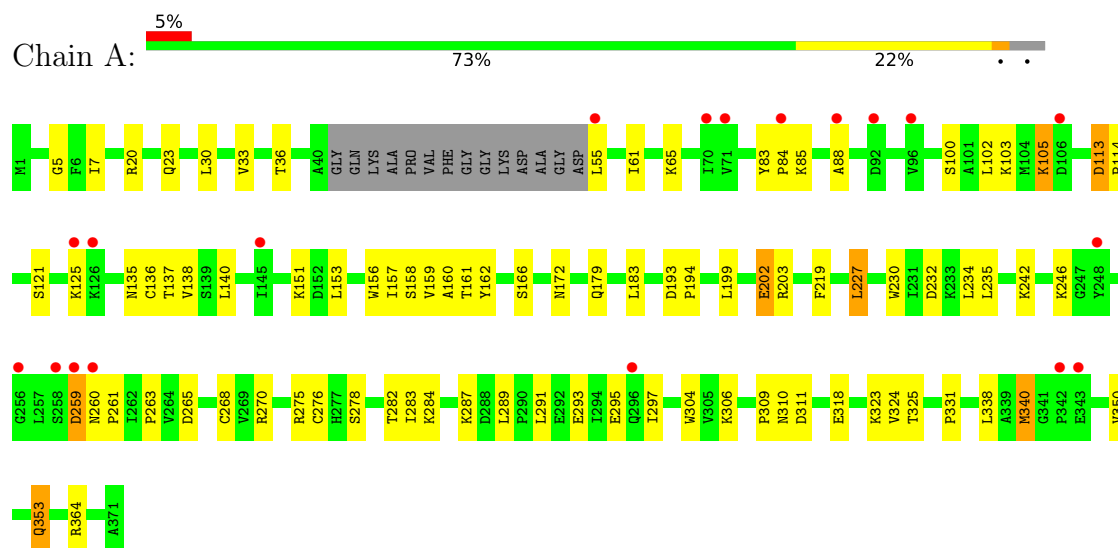 5%
Chain A:
73% 22% • •
M1 G5 F6 I7 R20 Q23 L30 V33 T36 A40 GLY GLN LYS ALA PRO VAL PHE GLY GLY LYS ASP ALA GLY ASP L55 I61 K65 I70 V71 Y83 P84 K85 A88 D92 V96 S100 A101 L102 K103 M104 K105 D106 D113
S121 K125 K126 N135 C136 T137 V138 S139 L140 I145 K151 D152 L153 W156 I157 S158 V159 A160 T161 Y162 S166 N172 Q179 L183 D193 P194 L199 E202 R203 F219 L227 W230 I231 D232 K233 L234 L235 K242 K246 G247 Y248
G256 L257 S258 D259 N260 P261 I262 P263 V264 D265 C268 V269 R270 R275 C276 H277 S278 T282 I283 K284 K287 D288 L289 P290 L291 E292 E293 I294 E295 Q296 I297 W304 V305 K306 P309 N310 D311 E318 K323 V324 T325 P331 L338 A339 M340 G341 P342 E343
Q353 R364 A371